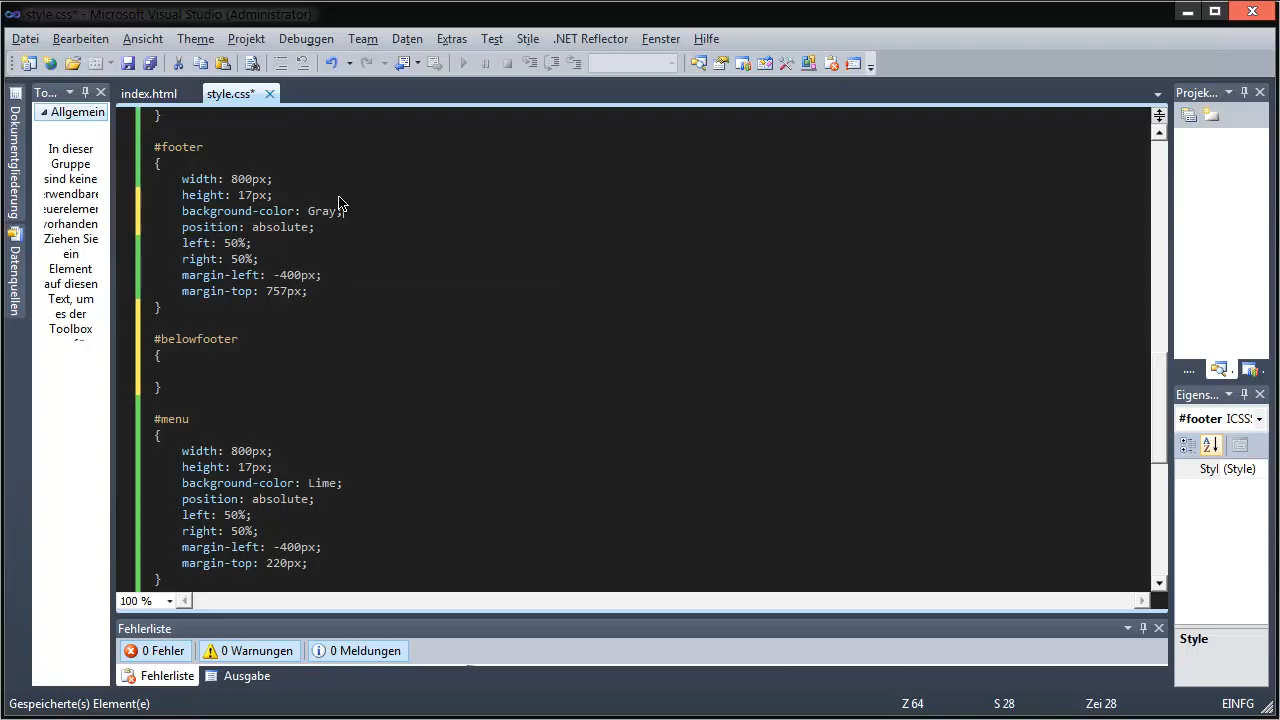 style.css* - Microsoft Visual Studio (Administrator)
Datei Bearbeiten Ansicht Theme Projekt Debuggen Team Daten Extras Test Stile .NET Reflector Fenster Hilfe
To...
index.html
style.css*
Projek...
Allgemein
In dieser
Gruppe
sind keine
verwendbare
euerelemen
vorhanden.
Ziehen Sie
ein
Element
auf diesen
Text, um
es der
Toolbox
Dokumentgliederung
Datenquellen
}
#footer
{
width: 800px;
height: 17px;
background-color: Gray;
position: absolute;
left: 50%;
right: 50%;
margin-left: -400px;
margin-top: 757px;
}
#belowfooter
{
}
#menu
{
width: 800px;
height: 17px;
background-color: Lime;
position: absolute;
left: 50%;
right: 50%;
margin-left: -400px;
margin-top: 220px;
}
100 %
....
Eigens...
#footer ICSS
Styl (Style)
Style
Fehlerliste
0 Fehler
0 Warnungen
0 Meldungen
Fehlerliste
Ausgabe
Gespeicherte(s) Element(e)
Z 64
S 28
Zei 28
EINFG